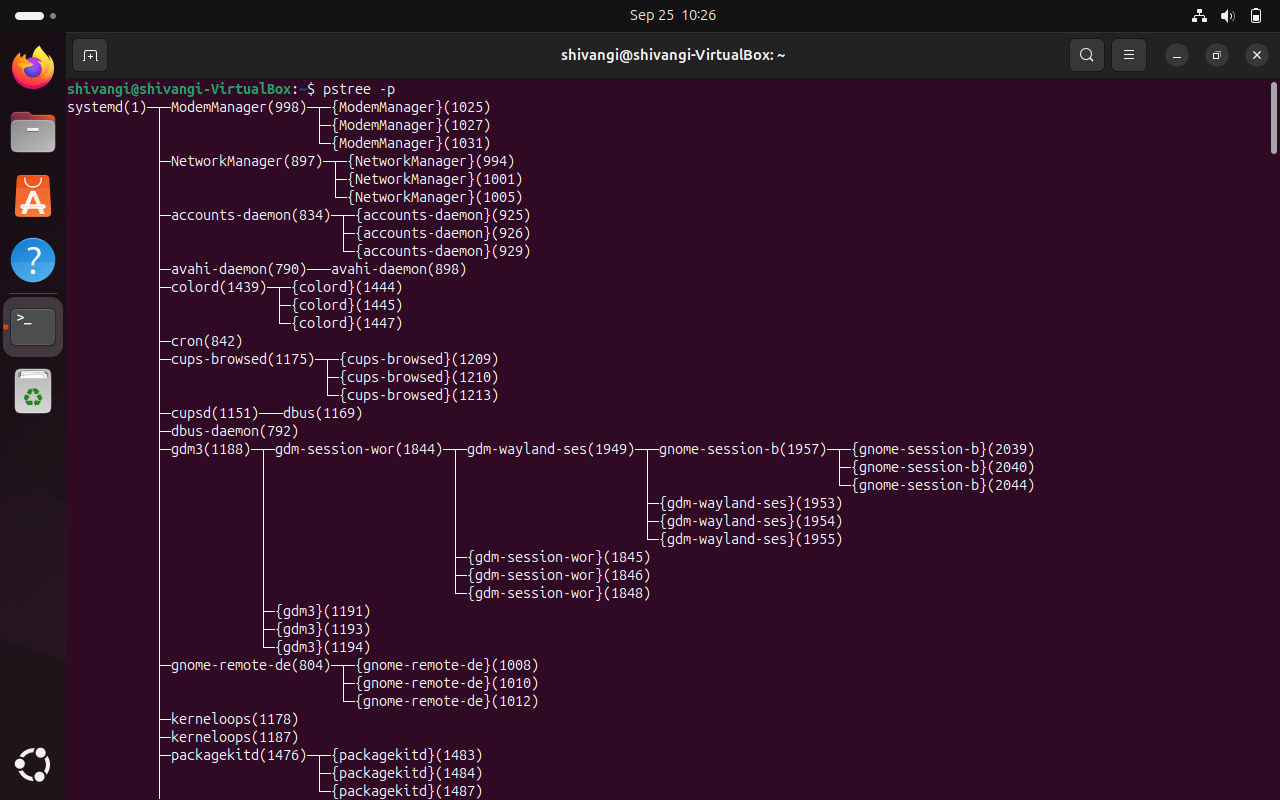 Sep 25  10:26
shivangi@shivangi-VirtualBox: ~
shivangi@shivangi-VirtualBox:~$ pstree -p
systemd(1)─┬─ModemManager(998)─┬─{ModemManager}(1025)
           │                   ├─{ModemManager}(1027)
           │                   └─{ModemManager}(1031)
           ├─NetworkManager(897)─┬─{NetworkManager}(994)
           │                     ├─{NetworkManager}(1001)
           │                     └─{NetworkManager}(1005)
           ├─accounts-daemon(834)─┬─{accounts-daemon}(925)
           │                      ├─{accounts-daemon}(926)
           │                      └─{accounts-daemon}(929)
           ├─avahi-daemon(790)───avahi-daemon(898)
           ├─colord(1439)─┬─{colord}(1444)
           │              ├─{colord}(1445)
           │              └─{colord}(1447)
           ├─cron(842)
           ├─cups-browsed(1175)─┬─{cups-browsed}(1209)
           │                    ├─{cups-browsed}(1210)
           │                    └─{cups-browsed}(1213)
           ├─cupsd(1151)───dbus(1169)
           ├─dbus-daemon(792)
           ├─gdm3(1188)─┬─gdm-session-wor(1844)─┬─gdm-wayland-ses(1949)─┬─gnome-session-b(1957)─┬─{gnome-session-b}(2039)
           │            │                       │                       │                       ├─{gnome-session-b}(2040)
           │            │                       │                       │                       └─{gnome-session-b}(2044)
           │            │                       │                       ├─{gdm-wayland-ses}(1953)
           │            │                       │                       ├─{gdm-wayland-ses}(1954)
           │            │                       │                       └─{gdm-wayland-ses}(1955)
           │            │                       ├─{gdm-session-wor}(1845)
           │            │                       ├─{gdm-session-wor}(1846)
           │            │                       └─{gdm-session-wor}(1848)
           │            ├─{gdm3}(1191)
           │            ├─{gdm3}(1193)
           │            └─{gdm3}(1194)
           ├─gnome-remote-de(804)─┬─{gnome-remote-de}(1008)
           │                      ├─{gnome-remote-de}(1010)
           │                      └─{gnome-remote-de}(1012)
           ├─kerneloops(1178)
           ├─kerneloops(1187)
           ├─packagekitd(1476)─┬─{packagekitd}(1483)
           │                   ├─{packagekitd}(1484)
           │                   └─{packagekitd}(1487)